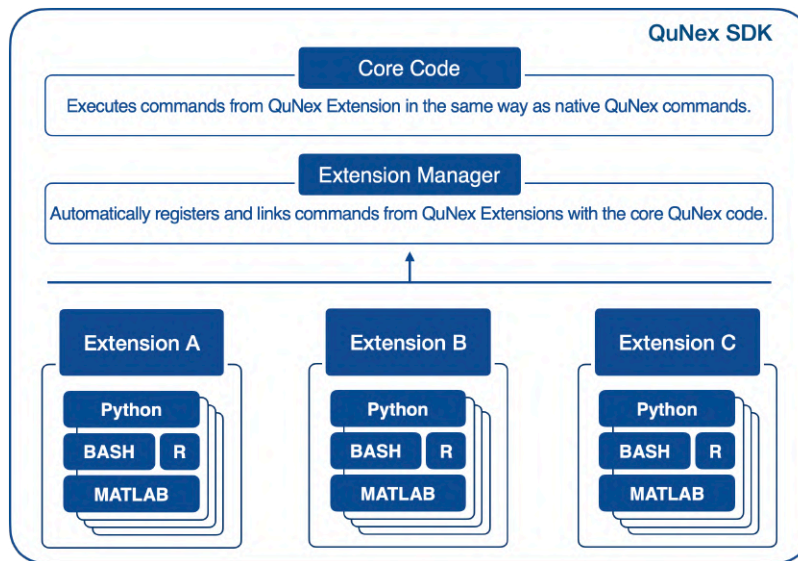 QuNex SDK
Core Code
Executes commands from QuNex Extension in the same way as native QuNex commands.
Extension Manager
Automatically registers and links commands from QuNex Extensions with the core QuNex code.
Extension A
Extension B
Extension C
Python
BASH
R
MATLAB
Python
BASH
R
MATLAB
Python
BASH
R
MATLAB